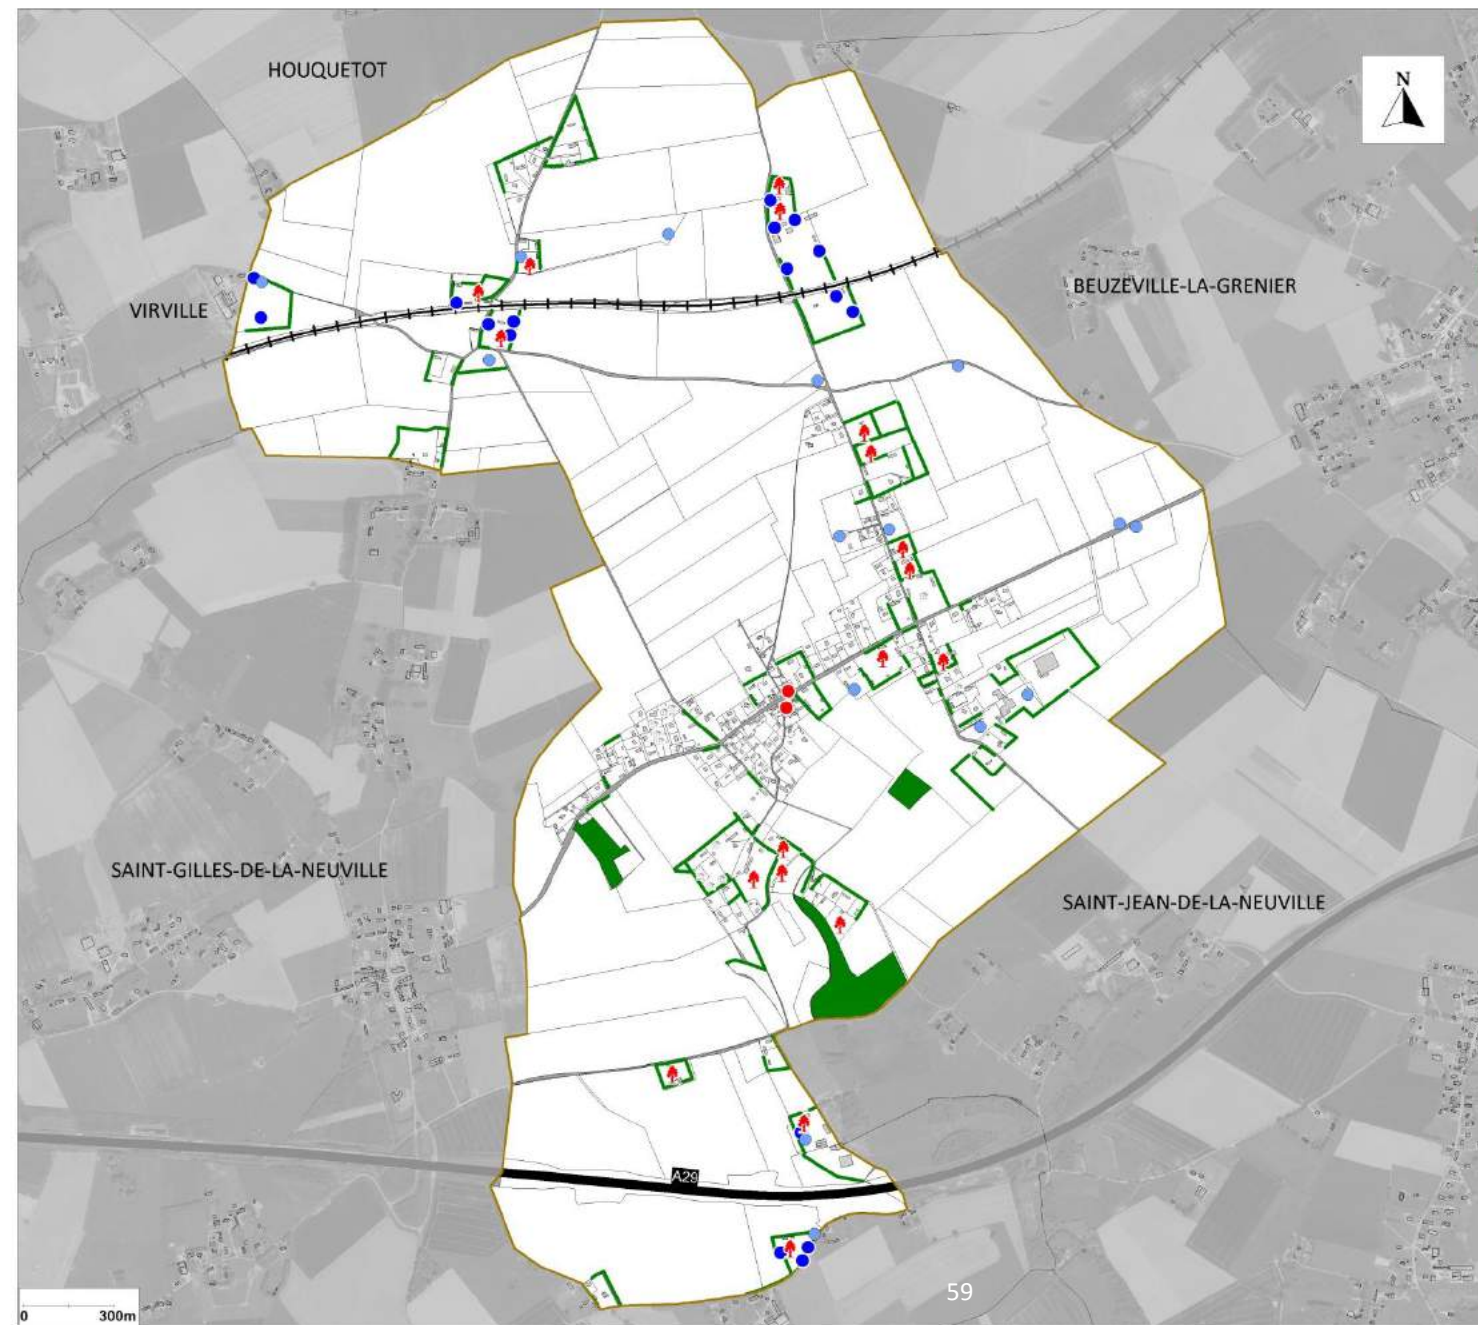 HOUQUETOT
N
BEUZEVILLE-LA-GRENIER
VIRVILLE
SAINT-GILLES-DE-LA-NEUVILLE
SAINT-JEAN-DE-LA-NEUVILLE
A29
59
0 300m